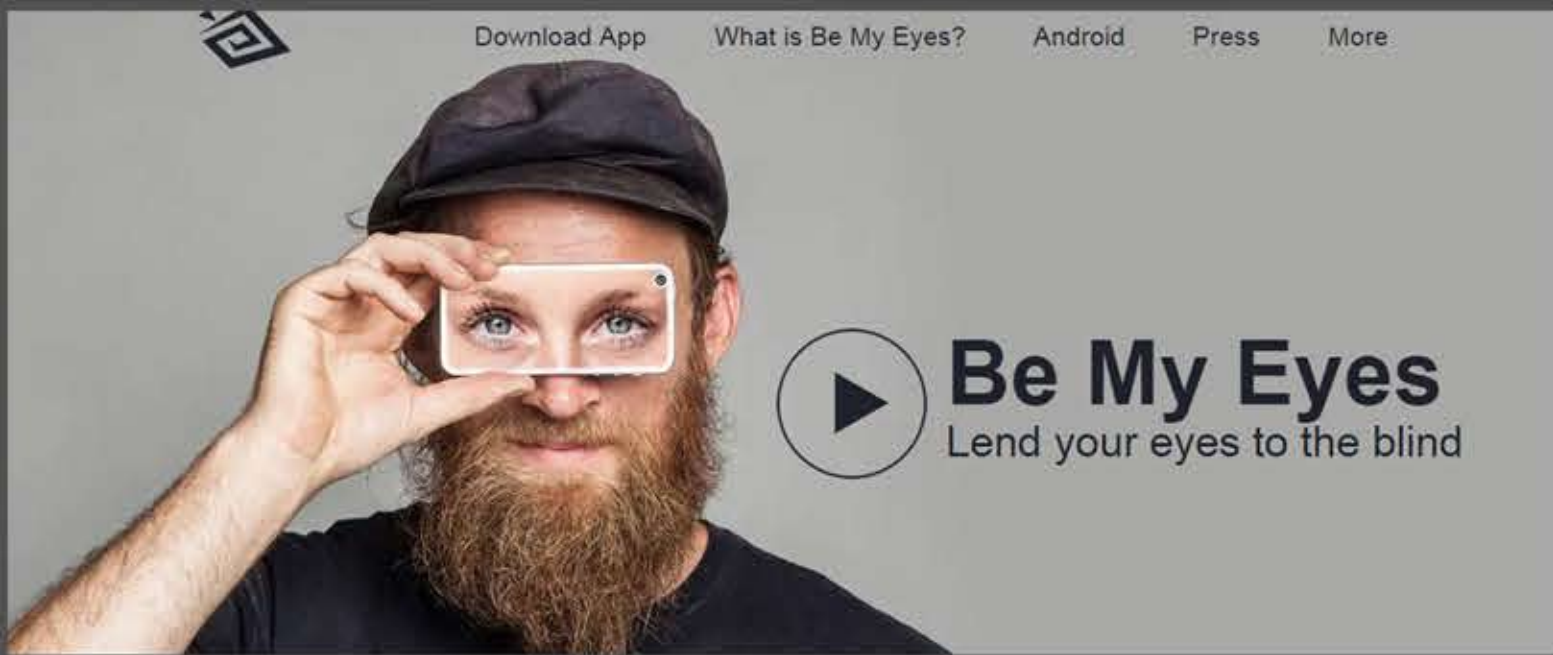 Download App What is Be My Eyes? Android Press More
Be My Eyes
Lend your eyes to the blind